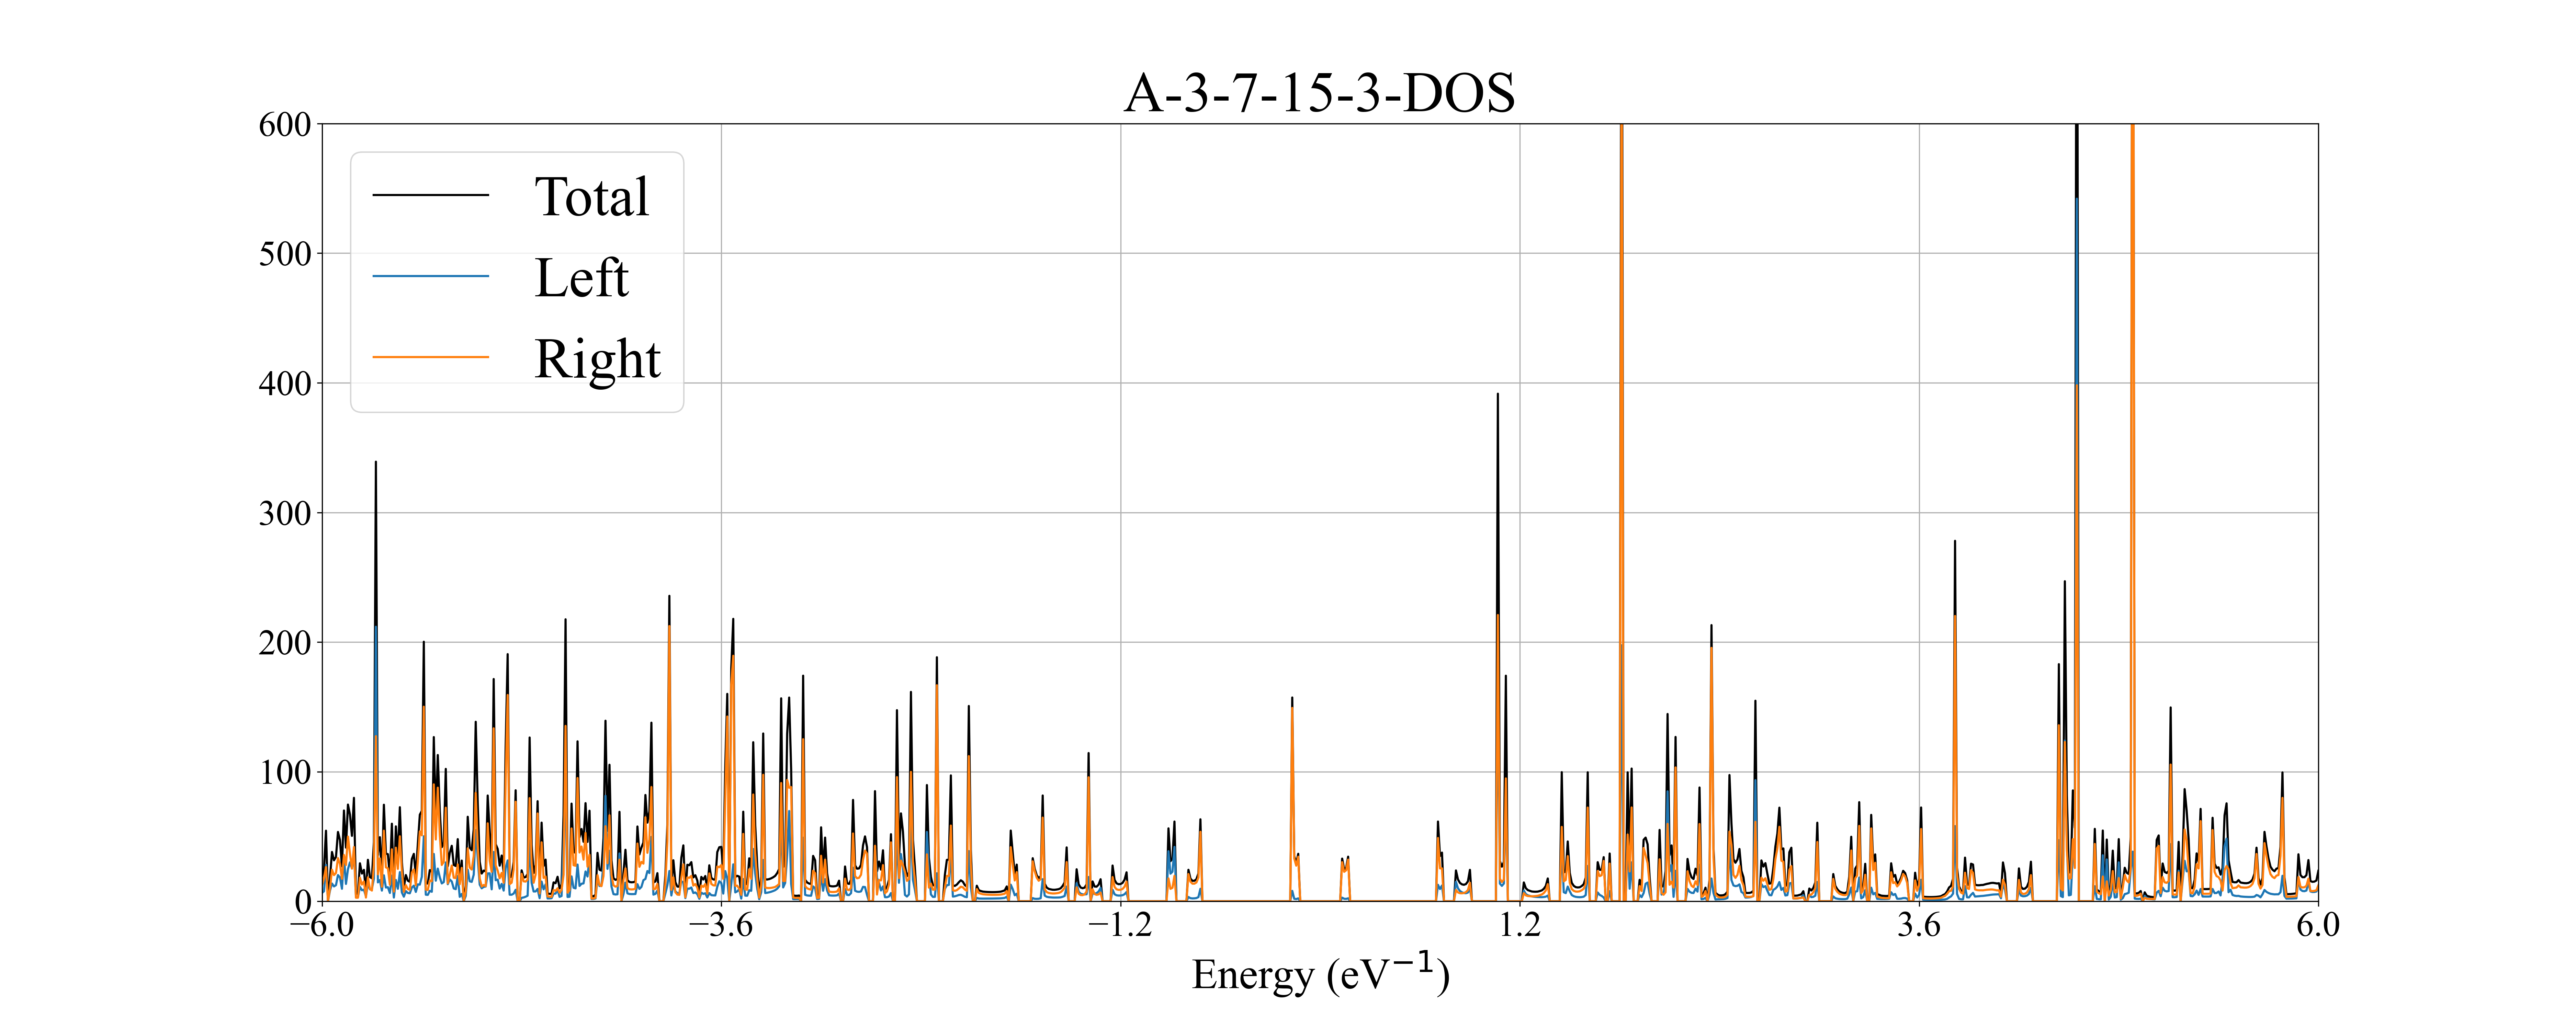 A-3-7-15-3-DOS
600
500
400
300
200
100
0
Total
Left
Right
−6.0 −3.6 −1.2 1.2 3.6 6.0
Energy (eV⁻¹)